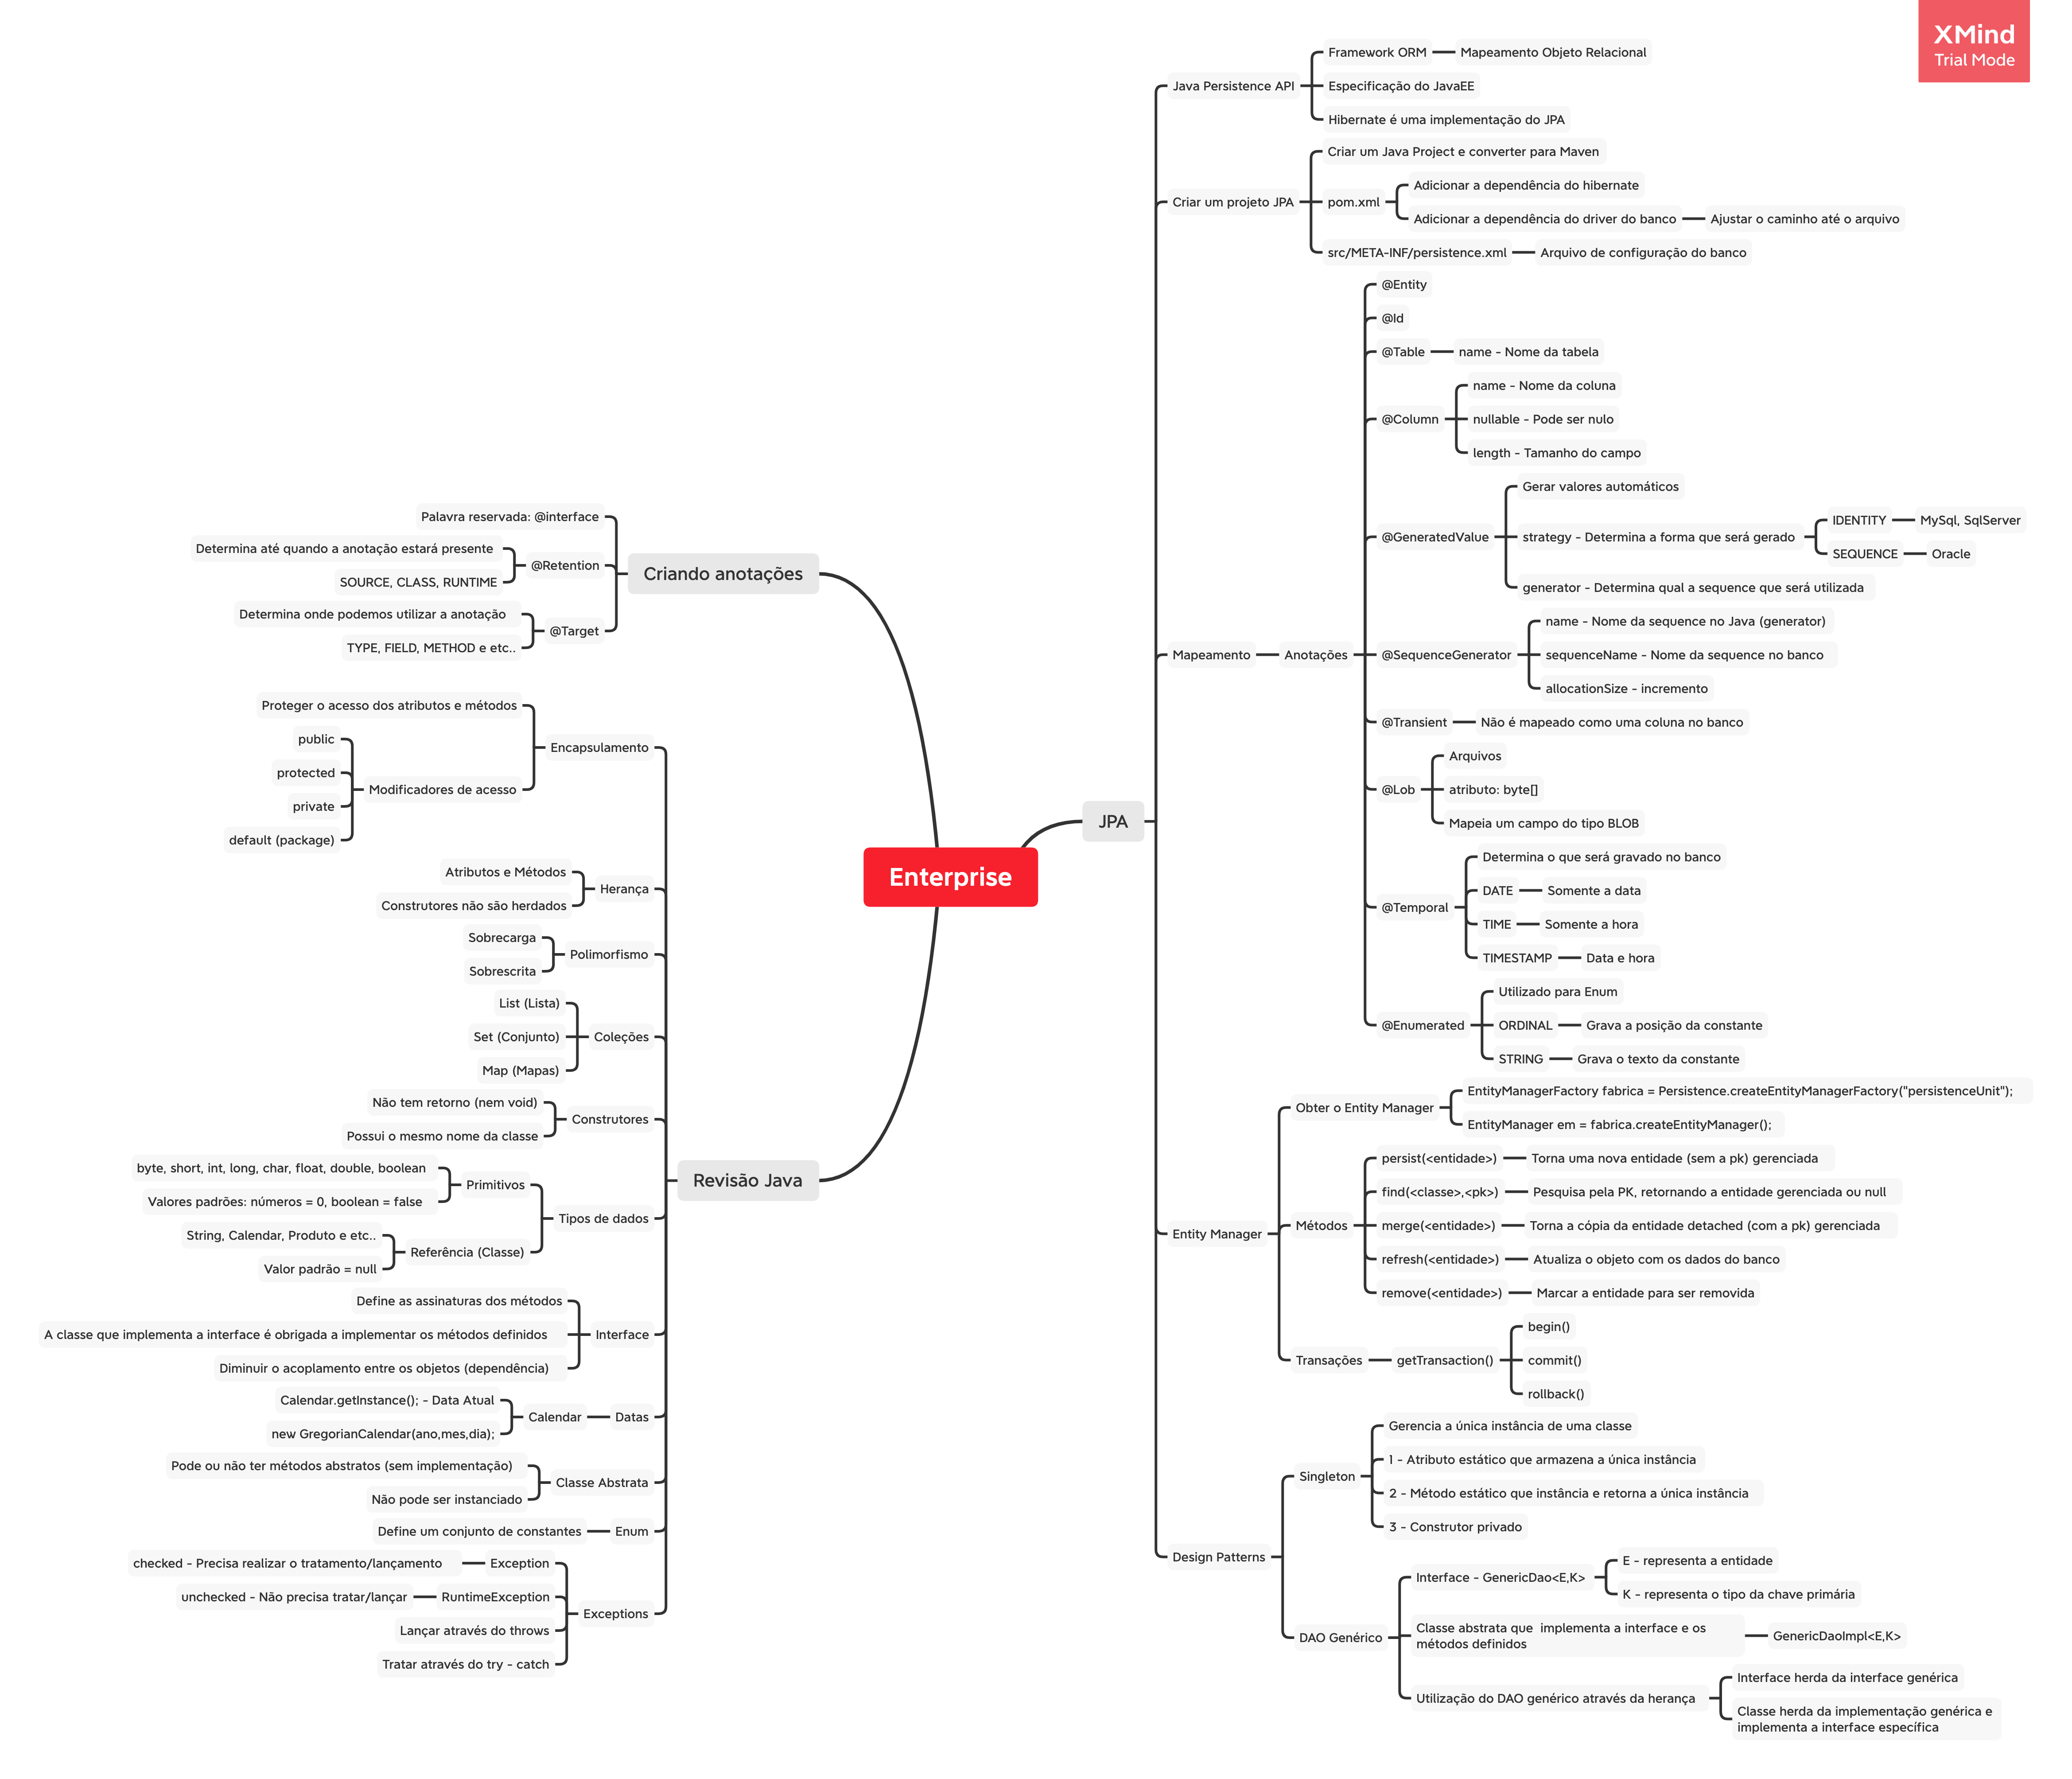 XMind
Trial Mode
Enterprise
JPA
Java Persistence API
Framework ORM
Mapeamento Objeto Relacional
Especificação do JavaEE
Hibernate é uma implementação do JPA
Criar um projeto JPA
Criar um Java Project e converter para Maven
pom.xml
Adicionar a dependência do hibernate
Adicionar a dependência do driver do banco
Ajustar o caminho até o arquivo
src/META-INF/persistence.xml
Arquivo de configuração do banco
Mapeamento
Anotações
@Entity
@Id
@Table
name - Nome da tabela
@Column
name - Nome da coluna
nullable - Pode ser nulo
length - Tamanho do campo
@GeneratedValue
Gerar valores automáticos
strategy - Determina a forma que será gerado
IDENTITY
MySql, SqlServer
SEQUENCE
Oracle
generator - Determina qual a sequence que será utilizada
@SequenceGenerator
name - Nome da sequence no Java (generator)
sequenceName - Nome da sequence no banco
allocationSize - incremento
@Transient
Não é mapeado como uma coluna no banco
@Lob
Arquivos
atributo: byte[]
Mapeia um campo do tipo BLOB
@Temporal
Determina o que será gravado no banco
DATE
Somente a data
TIME
Somente a hora
TIMESTAMP
Data e hora
@Enumerated
Utilizado para Enum
ORDINAL
Grava a posição da constante
STRING
Grava o texto da constante
Entity Manager
Obter o Entity Manager
EntityManagerFactory fabrica = Persistence.createEntityManagerFactory("persistenceUnit");
EntityManager em = fabrica.createEntityManager();
Métodos
persist(<entidade>)
Torna uma nova entidade (sem a pk) gerenciada
find(<classe>,<pk>)
Pesquisa pela PK, retornando a entidade gerenciada ou null
merge(<entidade>)
Torna a cópia da entidade detached (com a pk) gerenciada
refresh(<entidade>)
Atualiza o objeto com os dados do banco
remove(<entidade>)
Marcar a entidade para ser removida
Transações
getTransaction()
begin()
commit()
rollback()
Design Patterns
Singleton
Gerencia a única instância de uma classe
1 - Atributo estático que armazena a única instância
2 - Método estático que instância e retorna a única instância
3 - Construtor privado
DAO Genérico
Interface - GenericDao<E,K>
E - representa a entidade
K - representa o tipo da chave primária
Classe abstrata que  implementa a interface e os
métodos definidos
GenericDaoImpl<E,K>
Utilização do DAO genérico através da herança
Interface herda da interface genérica
Classe herda da implementação genérica e
implementa a interface específica
Criando anotações
Palavra reservada: @interface
@Retention
Determina até quando a anotação estará presente
SOURCE, CLASS, RUNTIME
@Target
Determina onde podemos utilizar a anotação
TYPE, FIELD, METHOD e etc..
Revisão Java
Encapsulamento
Proteger o acesso dos atributos e métodos
Modificadores de acesso
public
protected
private
default (package)
Herança
Atributos e Métodos
Construtores não são herdados
Polimorfismo
Sobrecarga
Sobrescrita
Coleções
List (Lista)
Set (Conjunto)
Map (Mapas)
Construtores
Não tem retorno (nem void)
Possui o mesmo nome da classe
Tipos de dados
Primitivos
byte, short, int, long, char, float, double, boolean
Valores padrões: números = 0, boolean = false
Referência (Classe)
String, Calendar, Produto e etc..
Valor padrão = null
Interface
Define as assinaturas dos métodos
A classe que implementa a interface é obrigada a implementar os métodos definidos
Diminuir o acoplamento entre os objetos (dependência)
Datas
Calendar
Calendar.getInstance(); - Data Atual
new GregorianCalendar(ano,mes,dia);
Classe Abstrata
Pode ou não ter métodos abstratos (sem implementação)
Não pode ser instanciado
Enum
Define um conjunto de constantes
Exceptions
Exception
checked - Precisa realizar o tratamento/lançamento
RuntimeException
unchecked - Não precisa tratar/lançar
Lançar através do throws
Tratar através do try - catch